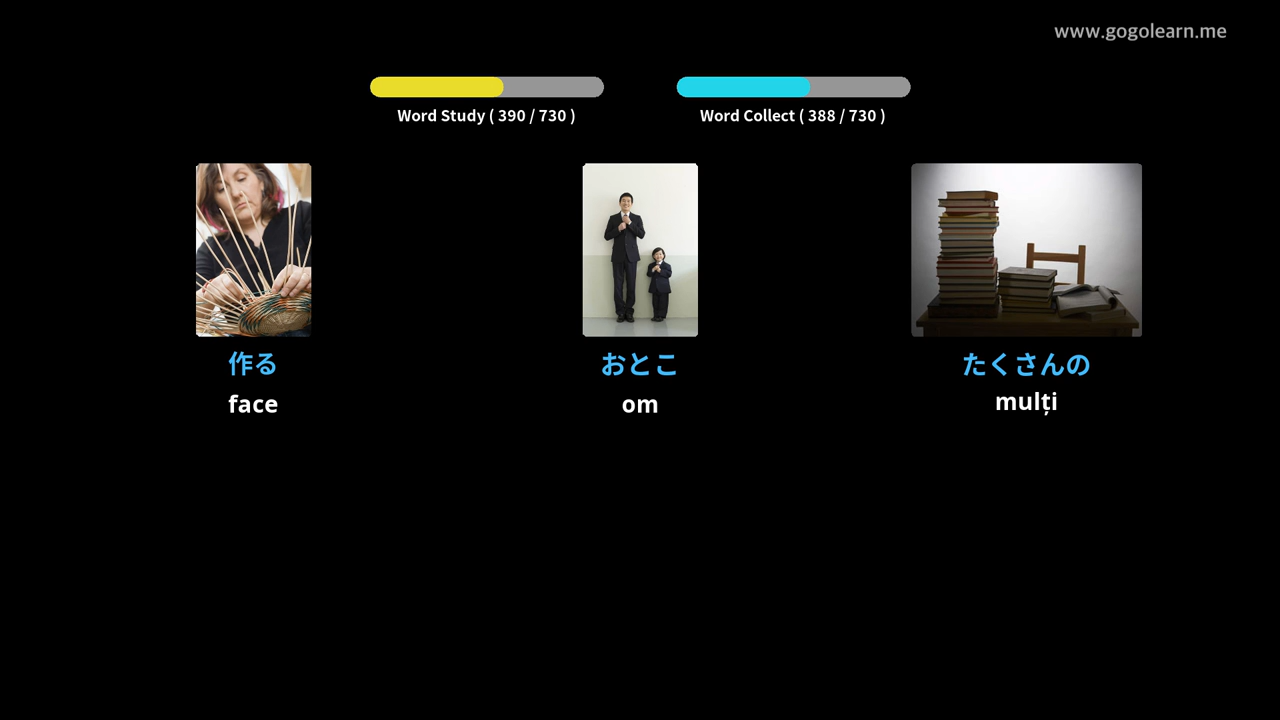 www.gogolearn.me
Word Study ( 390 / 730 )
Word Collect ( 388 / 730 )
作る
face
おとこ
om
たくさんの
mulți